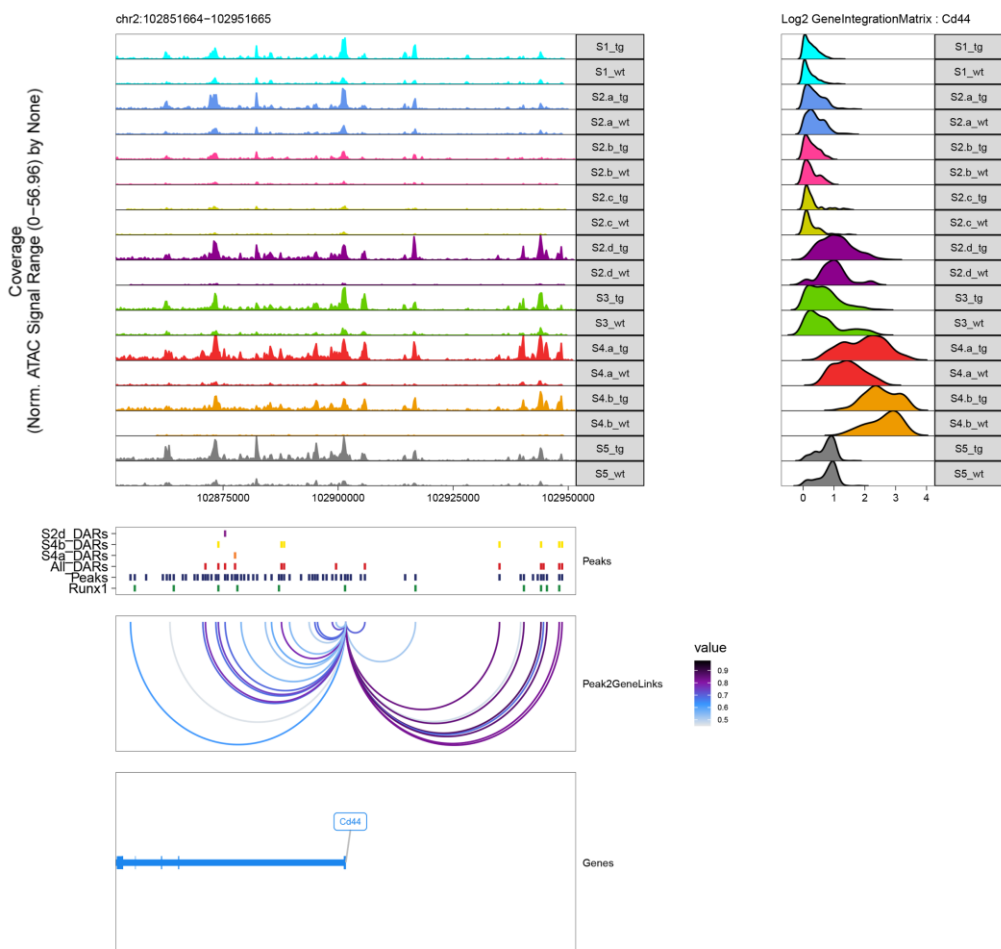 chr2:102851664−102951665
Log2 GeneIntegrationMatrix : Cd44
Coverage
(Norm. ATAC Signal Range (0−56.96) by None)
S1_tg
S1_wt
S2.a_tg
S2.a_wt
S2.b_tg
S2.b_wt
S2.c_tg
S2.c_wt
S2.d_tg
S2.d_wt
S3_tg
S3_wt
S4.a_tg
S4.a_wt
S4.b_tg
S4.b_wt
S5_tg
S5_wt
102875000 102900000 102925000 102950000
S1_tg
S1_wt
S2.a_tg
S2.a_wt
S2.b_tg
S2.b_wt
S2.c_tg
S2.c_wt
S2.d_tg
S2.d_wt
S3_tg
S3_wt
S4.a_tg
S4.a_wt
S4.b_tg
S4.b_wt
S5_tg
S5_wt
0 1 2 3 4
S2d_DARs
S4b_DARs
S4a_DARs
All_DARs
Peaks
Runx1
Peaks
Peak2GeneLinks
value
0.9
0.8
0.7
0.6
0.5
Cd44
Genes